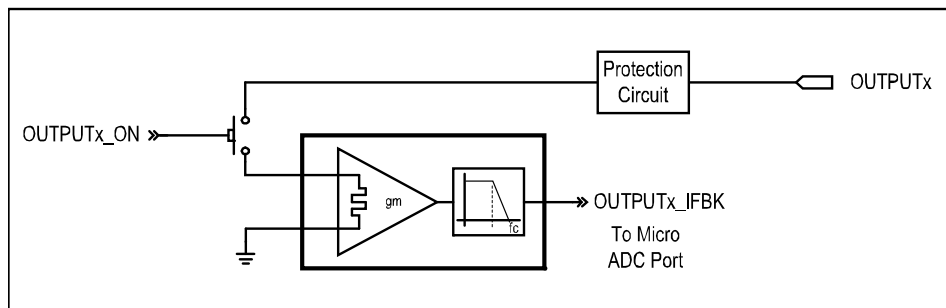 Protection
Circuit
OUTPUTx
OUTPUTx_ON
gm
fc
OUTPUTx_IFBK
To Micro
ADC Port